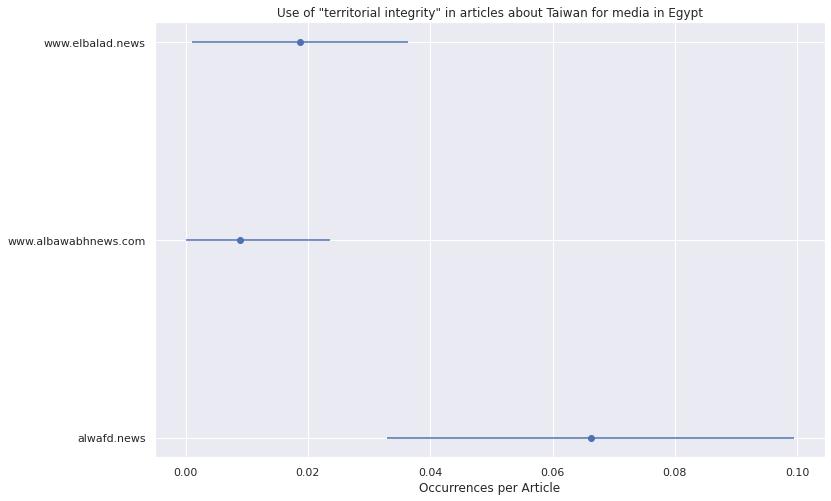 Use of "territorial integrity" in articles about Taiwan for media in Egypt
www.elbalad.news
www.albawabhnews.com
alwafd.news
0.00 0.02 0.04 0.06 0.08 0.10
Occurrences per Article